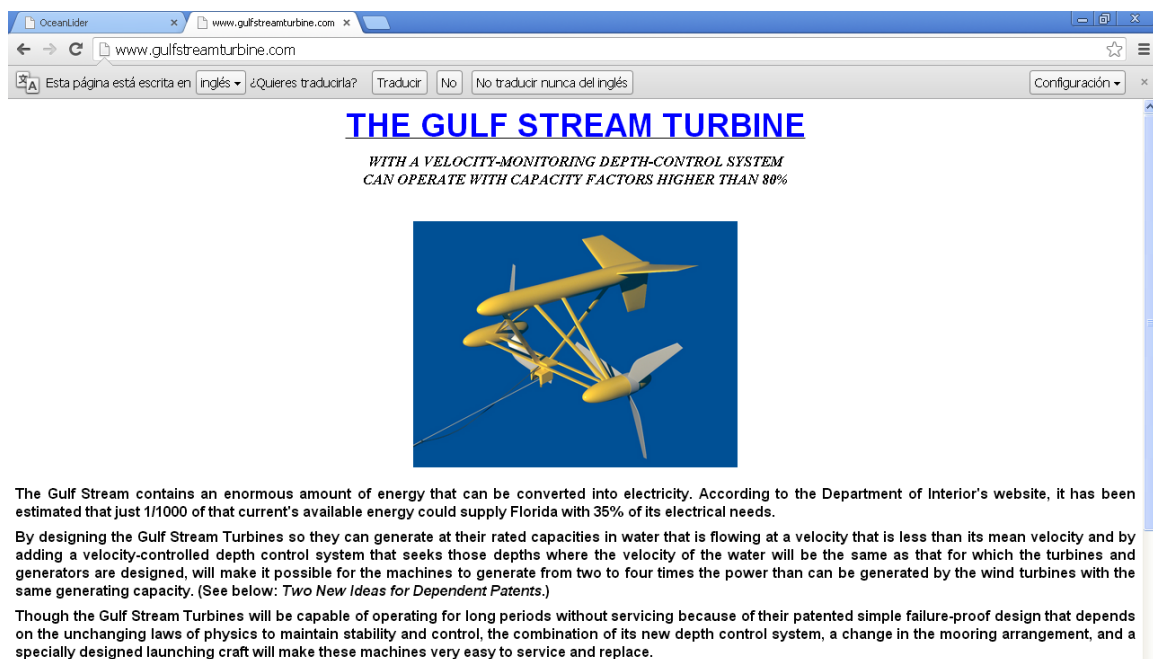 OceanLider
www.gulfstreamturbine.com
www.gulfstreamturbine.com
Esta página está escrita en inglés ¿Quieres traducirla? Traducir No No traducir nunca del inglés Configuración
THE GULF STREAM TURBINE
WITH A VELOCITY-MONITORING DEPTH-CONTROL SYSTEM
CAN OPERATE WITH CAPACITY FACTORS HIGHER THAN 80%
The Gulf Stream contains an enormous amount of energy that can be converted into electricity. According to the Department of Interior's website, it has been
estimated that just 1/1000 of that current's available energy could supply Florida with 35% of its electrical needs.
By designing the Gulf Stream Turbines so they can generate at their rated capacities in water that is flowing at a velocity that is less than its mean velocity and by
adding a velocity-controlled depth control system that seeks those depths where the velocity of the water will be the same as that for which the turbines and
generators are designed, will make it possible for the machines to generate from two to four times the power than can be generated by the wind turbines with the
same generating capacity. (See below: Two New Ideas for Dependent Patents.)
Though the Gulf Stream Turbines will be capable of operating for long periods without servicing because of their patented simple failure-proof design that depends
on the unchanging laws of physics to maintain stability and control, the combination of its new depth control system, a change in the mooring arrangement, and a
specially designed launching craft will make these machines very easy to service and replace.